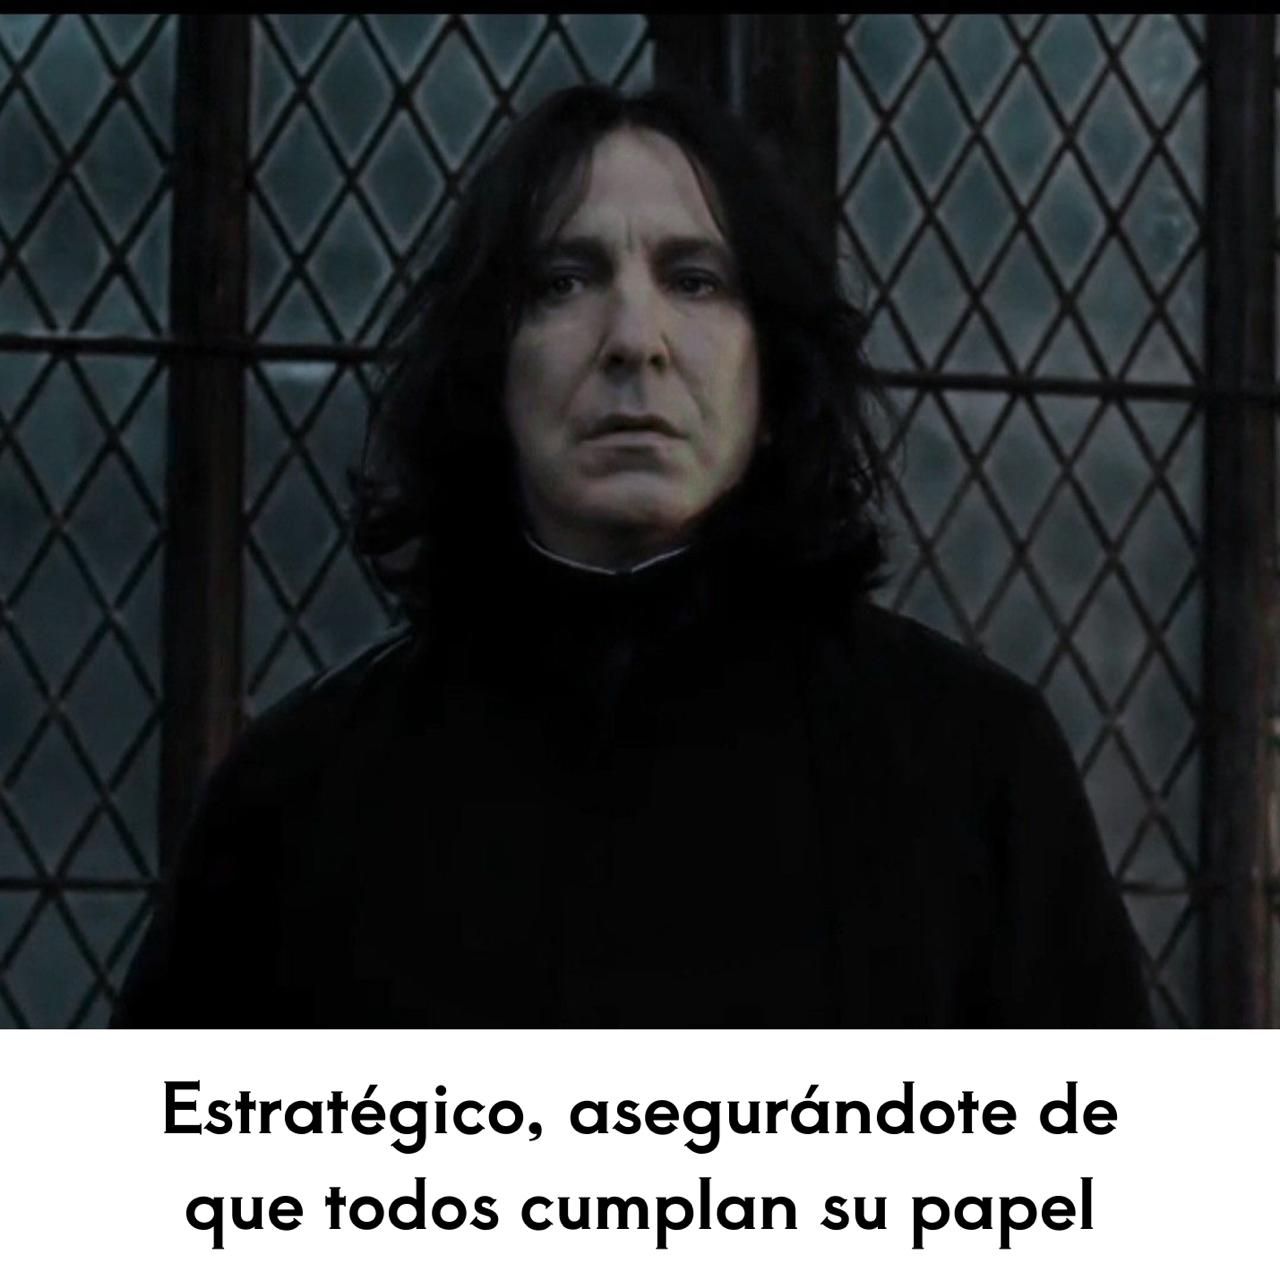 Estratégico, asegurándote de
que todos cumplan su papel